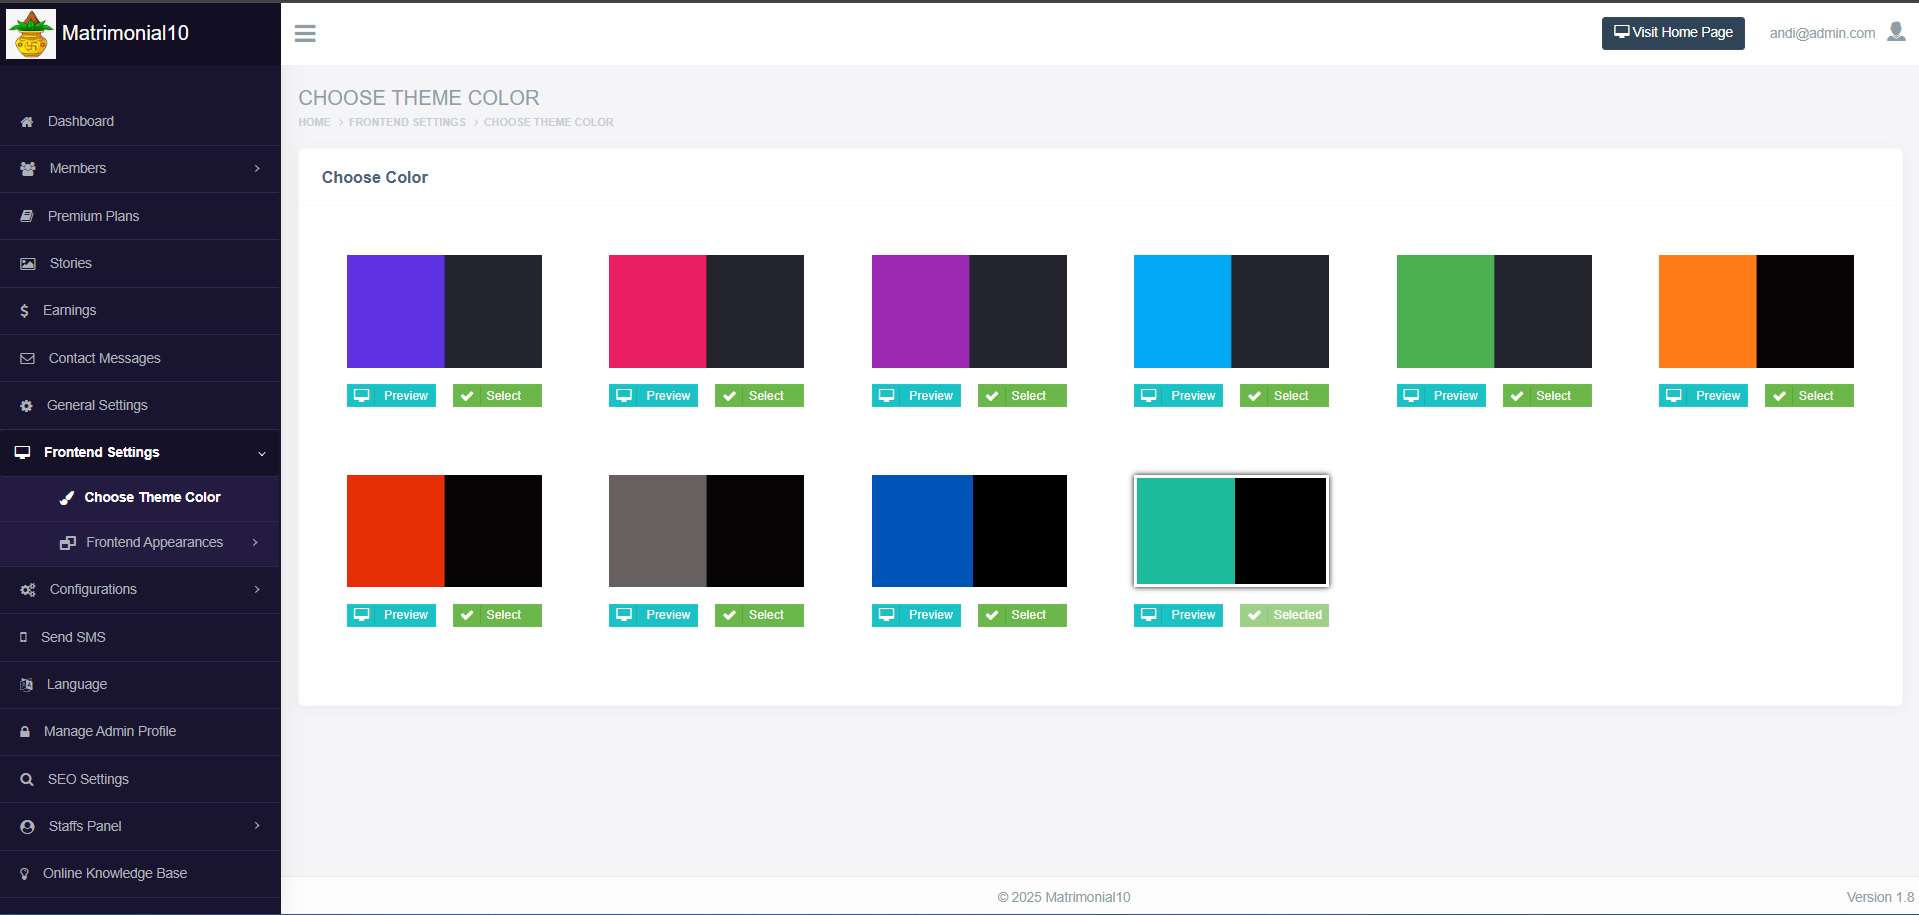 Matrimonial10
Visit Home Page
andi@admin.com
Dashboard
Members
Premium Plans
Stories
Earnings
Contact Messages
General Settings
Frontend Settings
Choose Theme Color
Frontend Appearances
Configurations
Send SMS
Language
Manage Admin Profile
SEO Settings
Staffs Panel
Online Knowledge Base
CHOOSE THEME COLOR
HOME > FRONTEND SETTINGS > CHOOSE THEME COLOR
Choose Color
Preview Select Preview Select Preview Select Preview Select Preview Select Preview Select
Preview Select Preview Select Preview Select Preview Selected
© 2025 Matrimonial10
Version 1.8